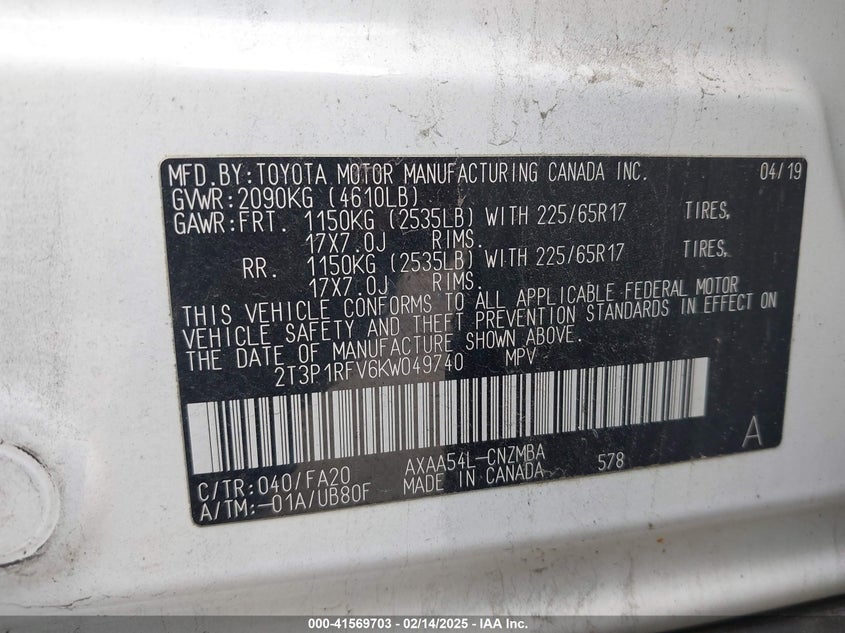 MFD.BY:TOYOTA MOTOR MANUFACTURING CANADA INC. 04/19
GVWR:2090KG (4610LB)
GAWR:FRT. 1150KG (2535LB) WITH 225/65R17 TIRES,
17X7.0J RIMS.
RR. 1150KG (2535LB) WITH 225/65R17 TIRES,
17X7.0J RIMS.
THIS VEHICLE CONFORMS TO ALL APPLICABLE FEDERAL MOTOR
VEHICLE SAFETY AND THEFT PREVENTION STANDARDS IN EFFECT ON
THE DATE OF MANUFACTURE SHOWN ABOVE.
2T3P1RFV6KW049740 MPV
A
C/TR:040/FA20 AXAA54L-CNZMBA 578
A/TM:-01A/UB80F MADE IN CANADA
000-41569703 - 02/14/2025 - IAA Inc.